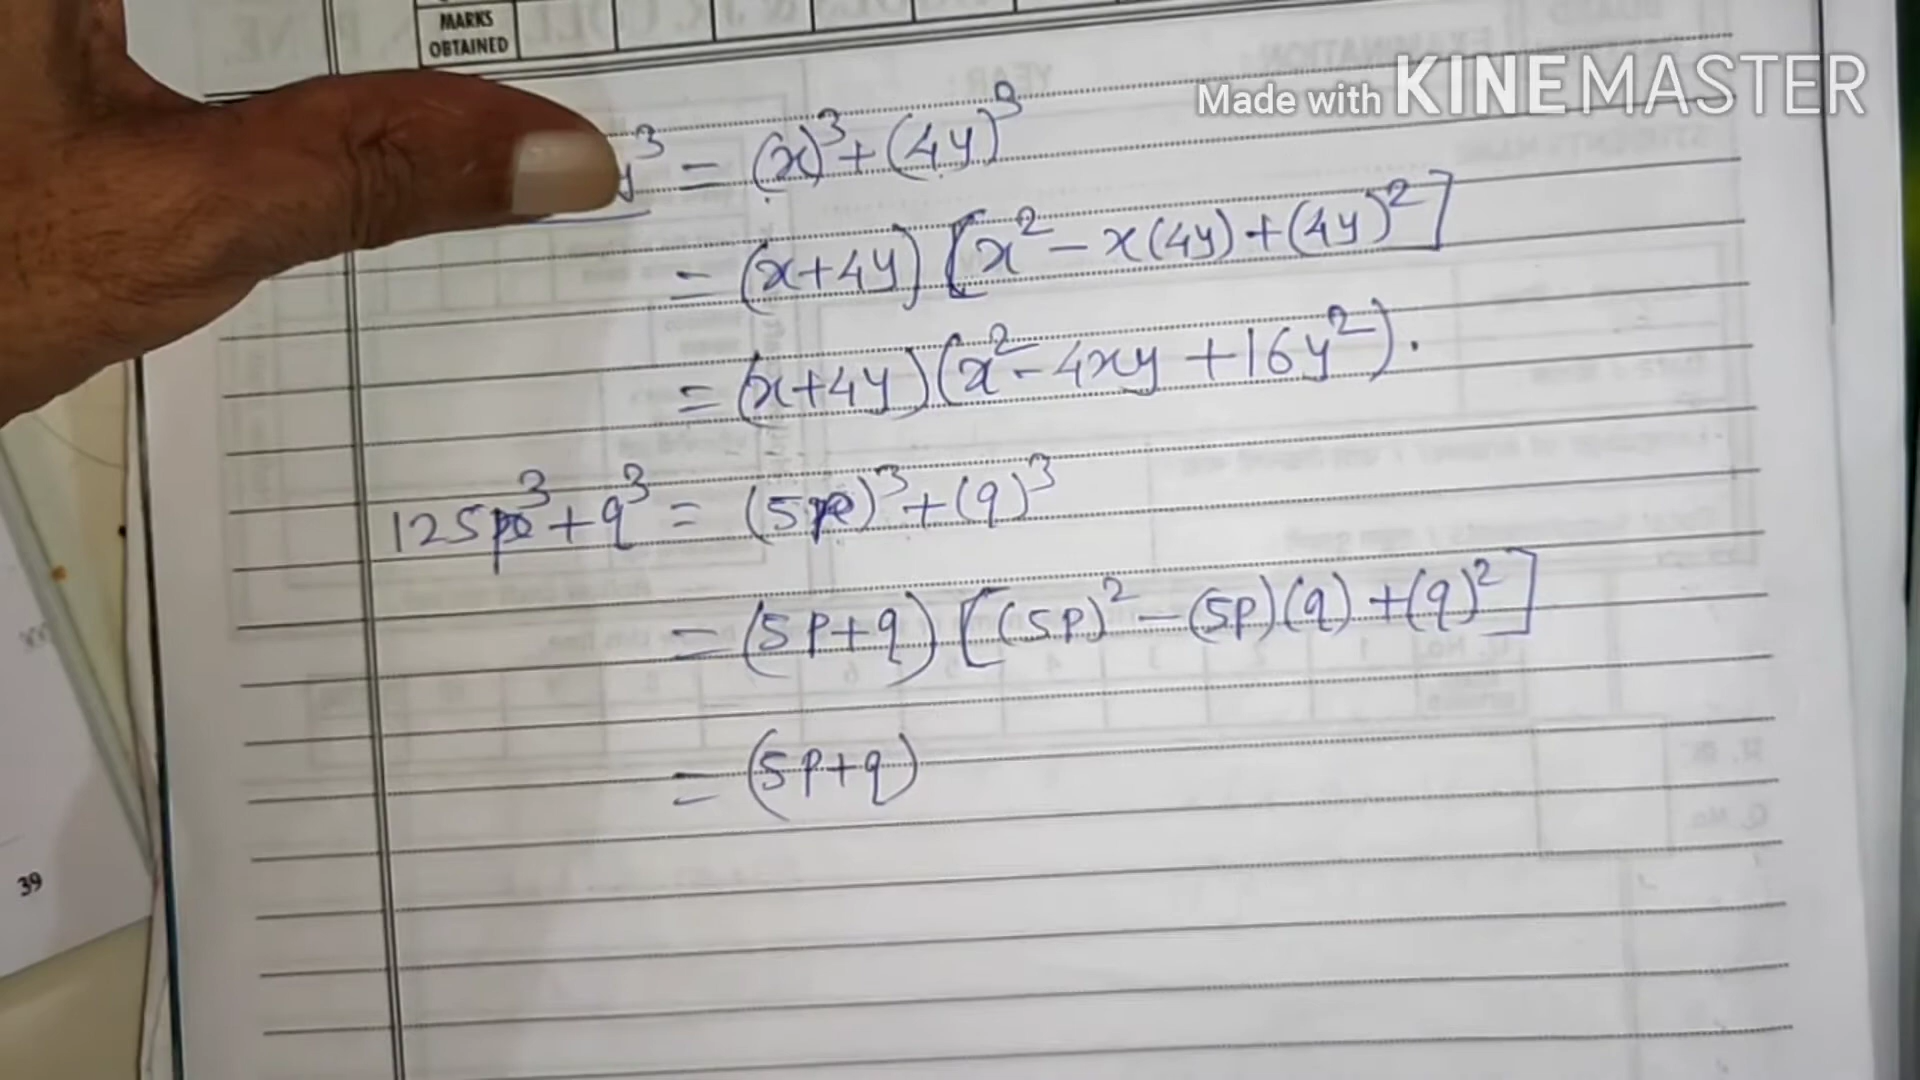 MARKS
OBTAINED
Made with KINEMASTER
y³ = (x)³ + (4y)³
= (x+4y) [x² - x(4y) + (4y)²]
= (x+4y)(x² - 4xy + 16y²).
125p³ + q³ = (5p)³ + (q)³
= (5p+q) [(5p)² - (5p)(q) + (q)²]
= (5p+q)
39